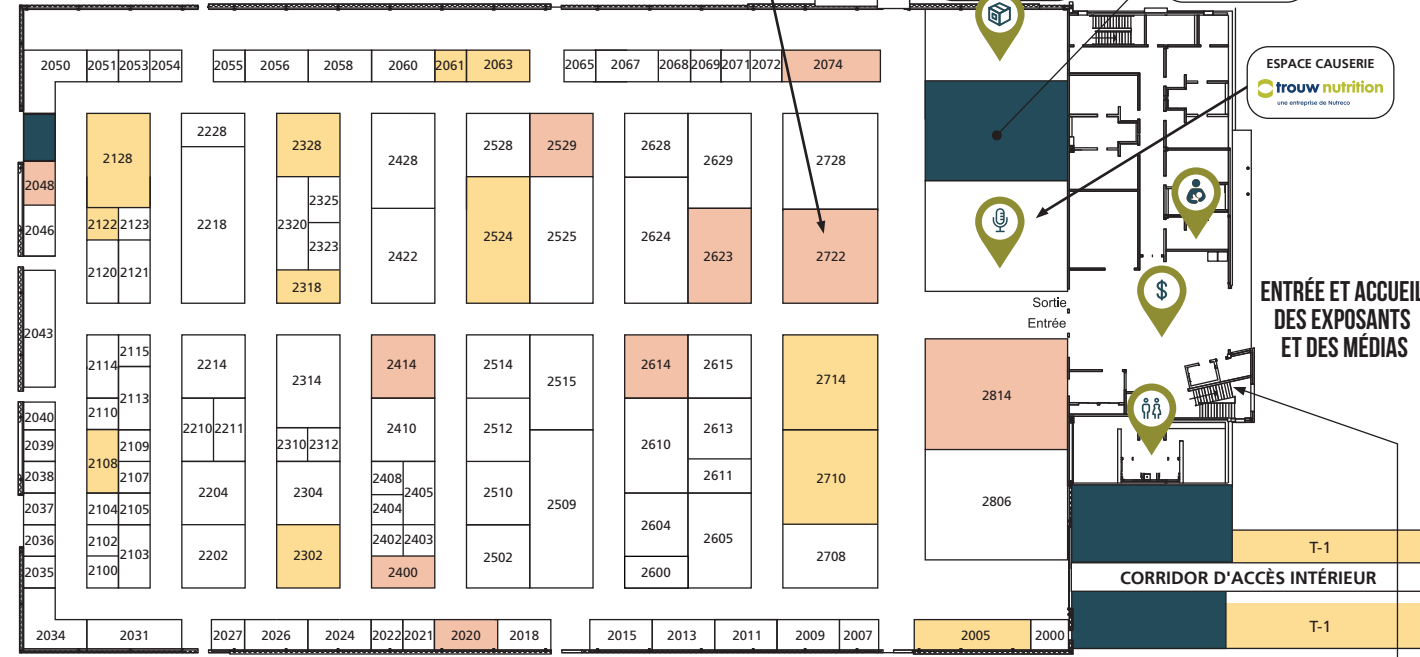 ESPACE CAUSERIE
trouw nutrition
une entreprise de Nutreco
2050 2051 2053 2054 2055 2056 2058 2060 2061 2063 2065 2067 2068 2069 2071 2072 2074
2228 2128 2328 2428 2528 2529 2628 2629 2728
2048 2325
2046 2122 2123 2218 2320 2323 2422 2524 2525 2624 2623 2722
2120 2121 2318
$
Sortie
Entrée
ENTRÉE ET ACCUEIL
DES EXPOSANTS
ET DES MÉDIAS
2043 2114 2115 2214 2314 2414 2514 2515 2614 2615 2714 2814
2113
2040 2110 2210 2211 2310 2312 2410 2512 2610 2613
2039 2108 2109
2038 2107 2204 2304 2408 2405 2510 2509 2611 2710 2806
2037 2104 2105 2404
2036 2102 2103 2202 2302 2402 2403 2502 2604 2605 2708
2035 2100 2400 2600
T-1
CORRIDOR D'ACCÈS INTÉRIEUR
T-1
2034 2031 2027 2026 2024 2022 2021 2020 2018 2015 2013 2011 2009 2007 2005 2000